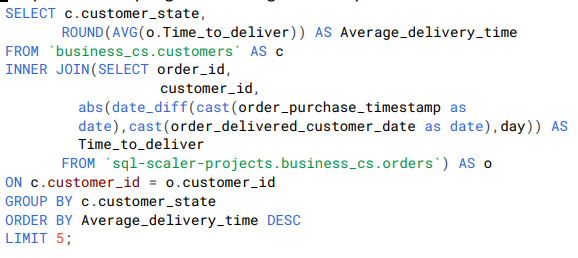 SELECT c.customer_state,
ROUND(AVG(o.Time_to_deliver)) AS Average_delivery_time
FROM `business_cs.customers` AS c
INNER JOIN(SELECT order_id,
customer_id,
abs(date_diff(cast(order_purchase_timestamp as
date),cast(order_delivered_customer_date as date),day)) AS
Time_to_deliver
FROM `sql-scaler-projects.business_cs.orders`) AS o
ON c.customer_id = o.customer_id
GROUP BY c.customer_state
ORDER BY Average_delivery_time DESC
LIMIT 5;